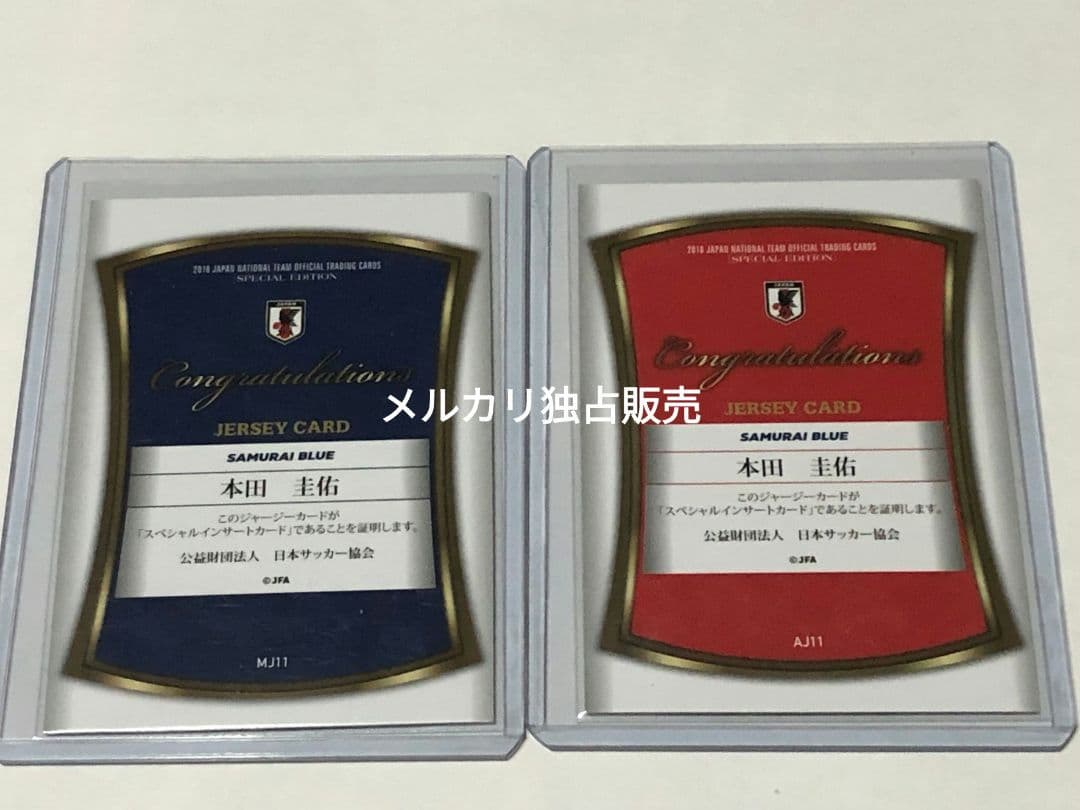 2018 JAPAN NATIONAL TEAM OFFICIAL TRADING CARDS
SPECIAL EDITION
JAPAN
Congratulations
JERSEY CARD
SAMURAI BLUE
本田 圭佑
このジャージーカードが
「スペシャルインサートカード」であることを証明します。
公益財団法人 日本サッカー協会
©JFA
MJ11
メルカリ独占販売
2018 JAPAN NATIONAL TEAM OFFICIAL TRADING CARDS
SPECIAL EDITION
JAPAN
Congratulations
JERSEY CARD
SAMURAI BLUE
本田 圭佑
このジャージーカードが
「スペシャルインサートカード」であることを証明します。
公益財団法人 日本サッカー協会
©JFA
AJ11